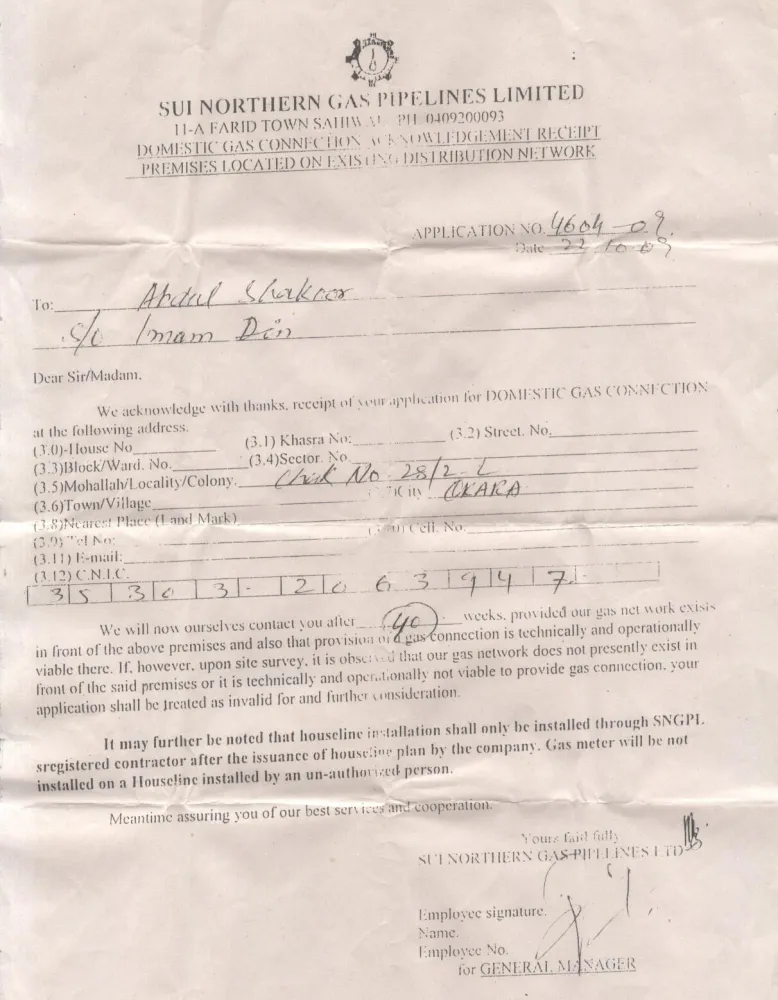 SUI NORTHERN GAS PIPELINES LIMITED
11-A FARID TOWN SAHIWAL PH 0409200093
DOMESTIC GAS CONNECTION ACKNOWLEDGEMENT RECEIPT
PREMISES LOCATED ON EXISTING DISTRIBUTION NETWORK
APPLICATION NO. 4604-09
Date 22-10-09
To: Abdul Shakoor
S/o Imam Din
Dear Sir/Madam.
We acknowledge with thanks, receipt of your application for DOMESTIC GAS CONNECTION
at the following address.
(3.0)-House No (3.1) Khasra No: (3.2) Street. No.
(3.3)Block/Ward. No. (3.4)Sector. No.
(3.5)Mohallah/Locality/Colony. Chak No 28/2-L
(3.6)Town/Village City OKARA
(3.8)Nearest Place (Land Mark)
(3.9) Tel No: Cell. No.
(3.11) E-mail:
(3.12) C.N.I.C.
35303-2063947-
We will now ourselves contact you after 40 weeks, provided our gas net work exists
in front of the above premises and also that provision of a gas connection is technically and operationally
viable there. If, however, upon site survey, it is observed that our gas network does not presently exist in
front of the said premises or it is technically and operationally not viable to provide gas connection, your
application shall be treated as invalid for and further consideration.
It may further be noted that houseline installation shall only be installed through SNGPL
sregistered contractor after the issuance of houseline plan by the company. Gas meter will be not
installed on a Houseline installed by an un-authorized person.
Meantime assuring you of our best services and cooperation.
Yours faid fully
SUI NORTHERN GAS PIPELINES LTD
Employee signature.
Name.
Employee No.
for GENERAL MANAGER